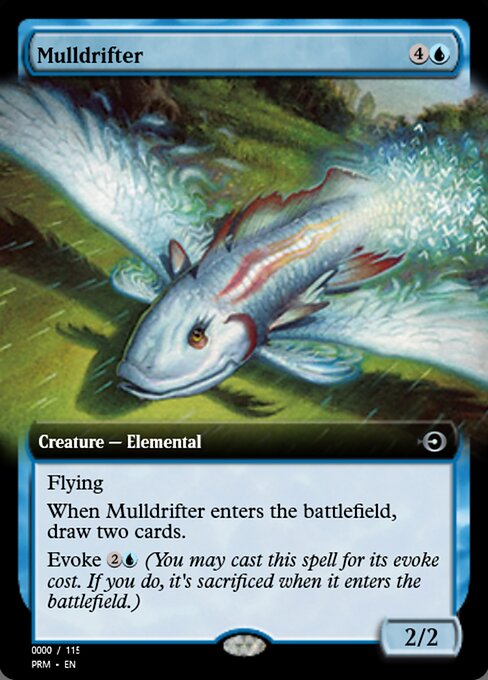 Mulldrifter 4
Creature — Elemental
Flying
When Mulldrifter enters the battlefield,
draw two cards.
Evoke 2 (You may cast this spell for its evoke
cost. If you do, it's sacrificed when it enters the
battlefield.)
2/2
0000 / 115
PRM • EN